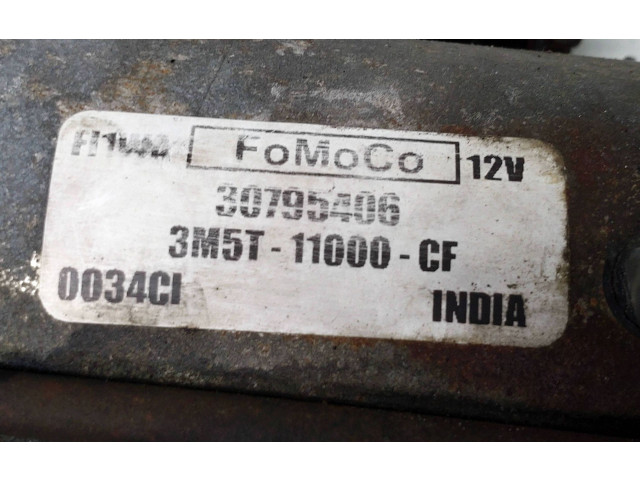 FoMoCo 12V
30795406
3M5T-11000-CF
0034CI INDIA